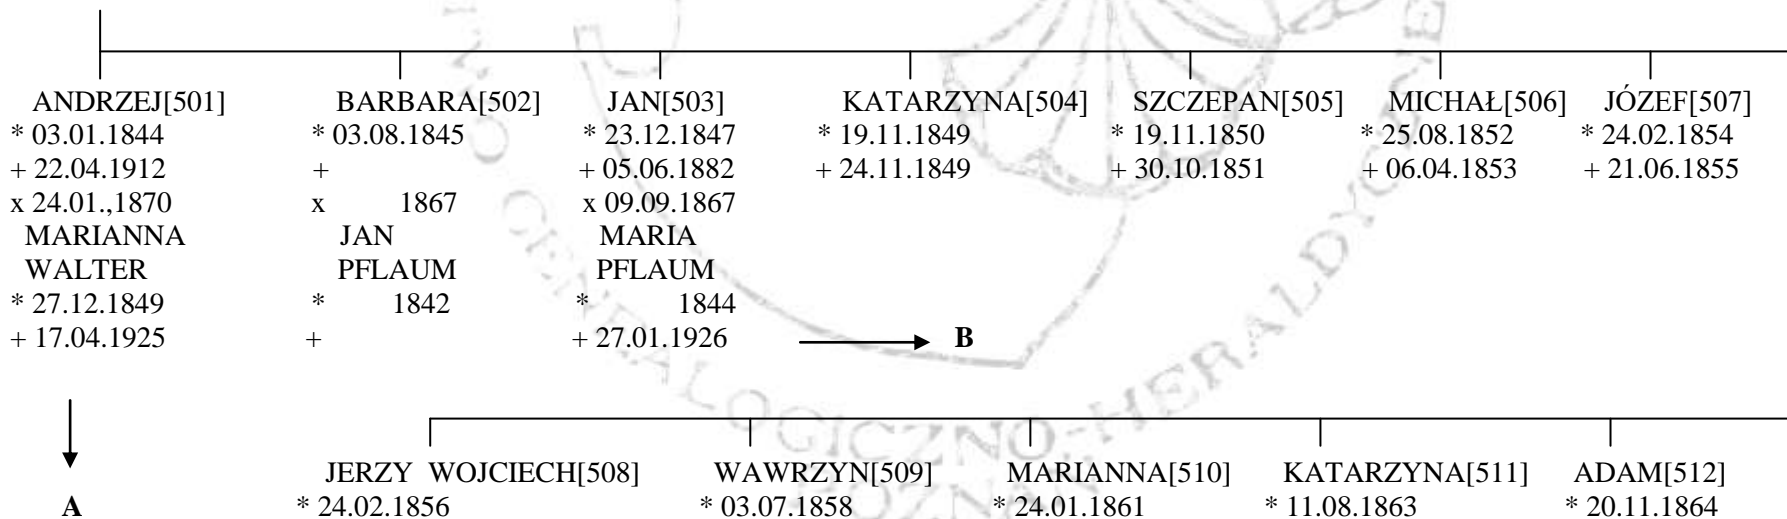 ANDRZEJ[501] BARBARA[502] JAN[503] KATARZYNA[504] SZCZEPAN[505] MICHAŁ[506] JÓZEF[507]
* 03.01.1844 * 03.08.1845 * 23.12.1847 * 19.11.1849 * 19.11.1850 * 25.08.1852 * 24.02.1854
+ 22.04.1912 + + 05.06.1882 + 24.11.1849 + 30.10.1851 + 06.04.1853 + 21.06.1855
x 24.01.,1870 x 1867 x 09.09.1867
MARIANNA JAN MARIA
WALTER PFLAUM PFLAUM
* 27.12.1849 * 1842 * 1844
+ 17.04.1925 + + 27.01.1926 B
JERZY WOJCIECH[508] WAWRZYN[509] MARIANNA[510] KATARZYNA[511] ADAM[512]
A * 24.02.1856 * 03.07.1858 * 24.01.1861 * 11.08.1863 * 20.11.1864
GENEALOGICZNO-HERALDYCZNE